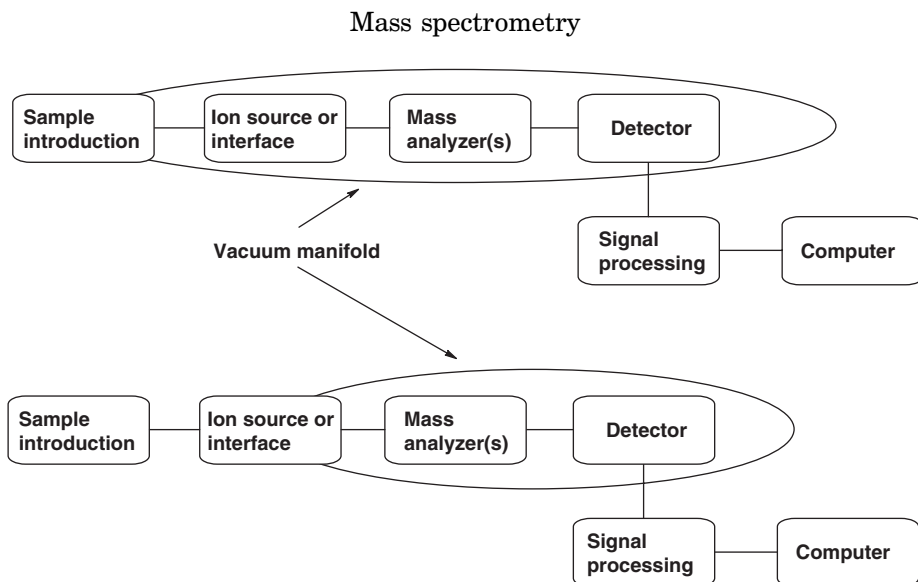 Mass spectrometry
Sample
introduction
Ion source or
interface
Mass
analyzer(s)
Detector
Signal
processing
Computer
Vacuum manifold
Sample
introduction
Ion source or
interface
Mass
analyzer(s)
Detector
Signal
processing
Computer